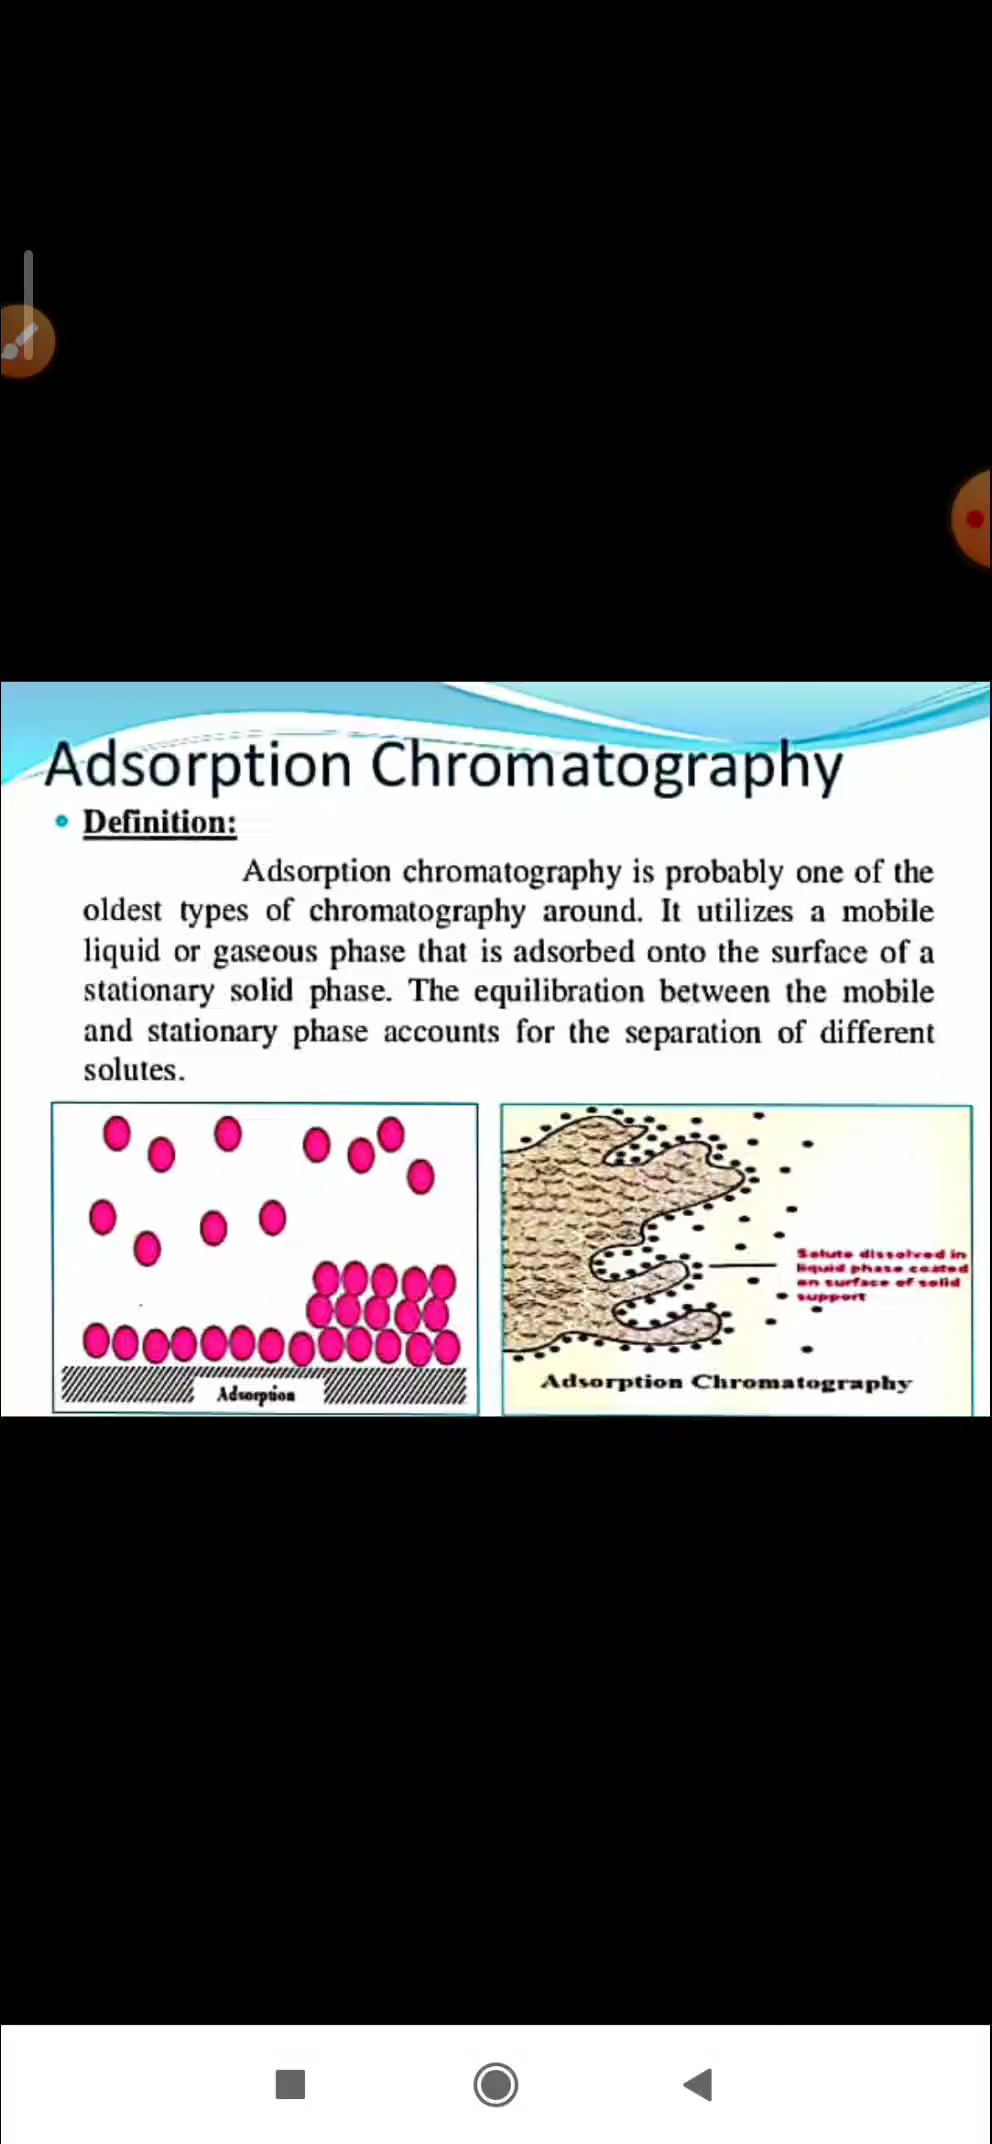 Adsorption Chromatography
• Definition:
Adsorption chromatography is probably one of the
oldest types of chromatography around. It utilizes a mobile
liquid or gaseous phase that is adsorbed onto the surface of a
stationary solid phase. The equilibration between the mobile
and stationary phase accounts for the separation of different
solutes.
Adsorption
Solute dissolved in
liquid phase coated
on surface of solid
support
Adsorption Chromatography